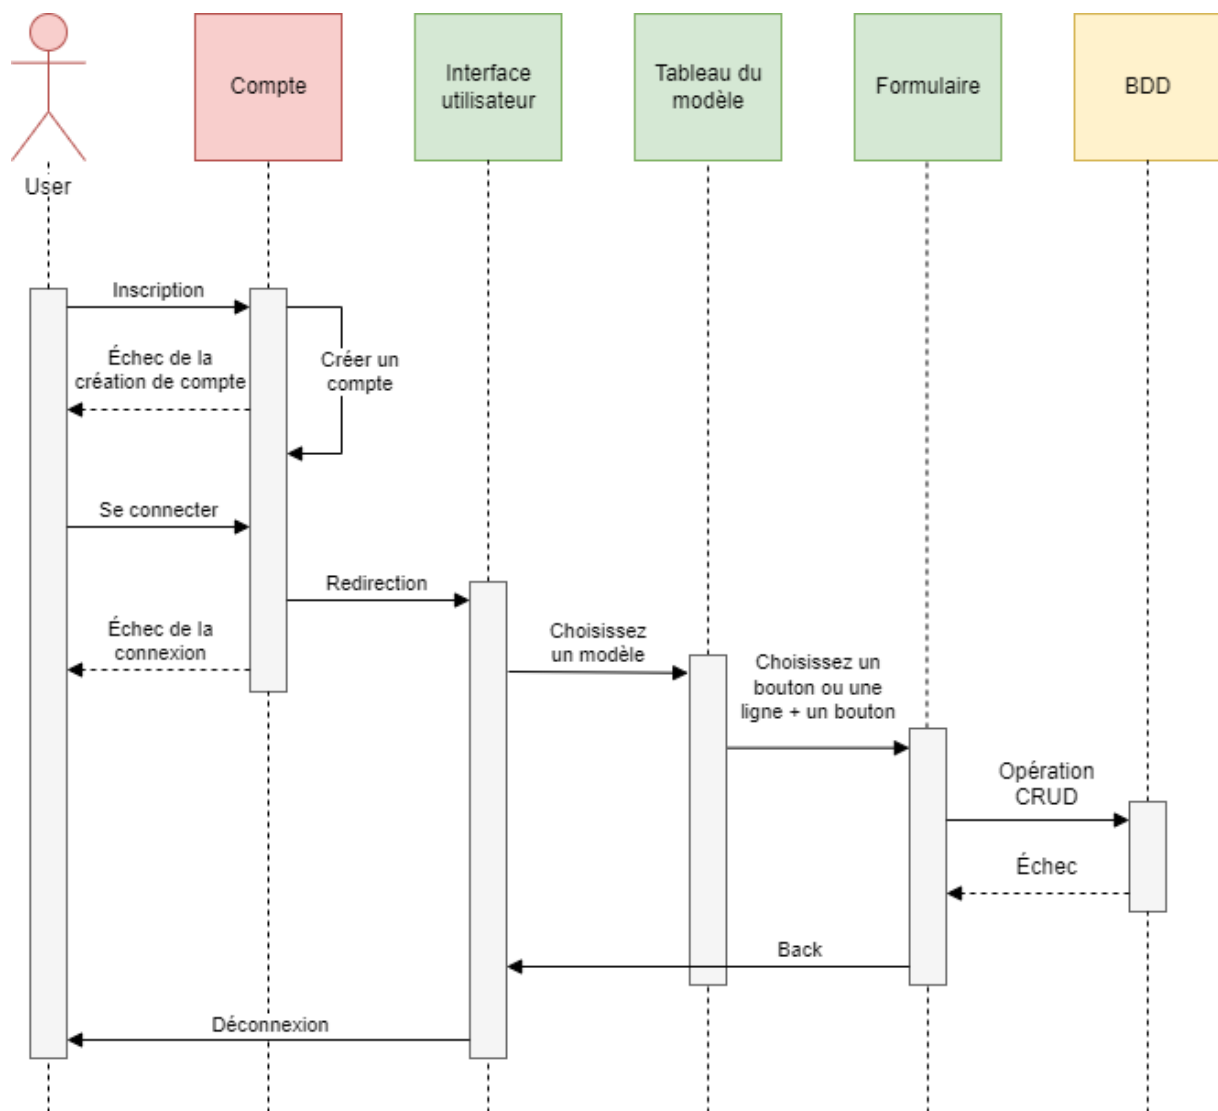 User
Compte
Interface
utilisateur
Tableau du
modèle
Formulaire
BDD
Inscription
Échec de la
création de compte
Créer un
compte
Se connecter
Redirection
Échec de la
connexion
Choisissez
un modèle
Choisissez un
bouton ou une
ligne + un bouton
Opération
CRUD
Échec
Back
Déconnexion